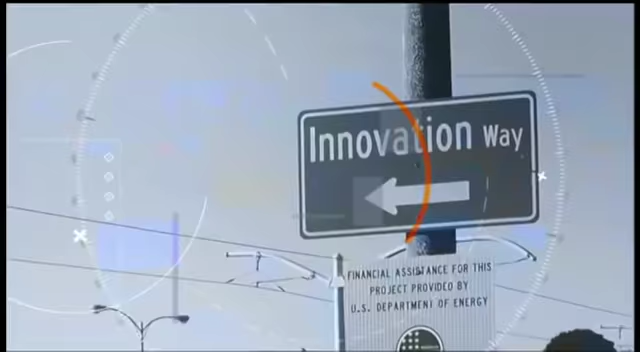 Innovation Way
FINANCIAL ASSISTANCE FOR THIS
PROJECT PROVIDED BY
U.S. DEPARTMENT OF ENERGY